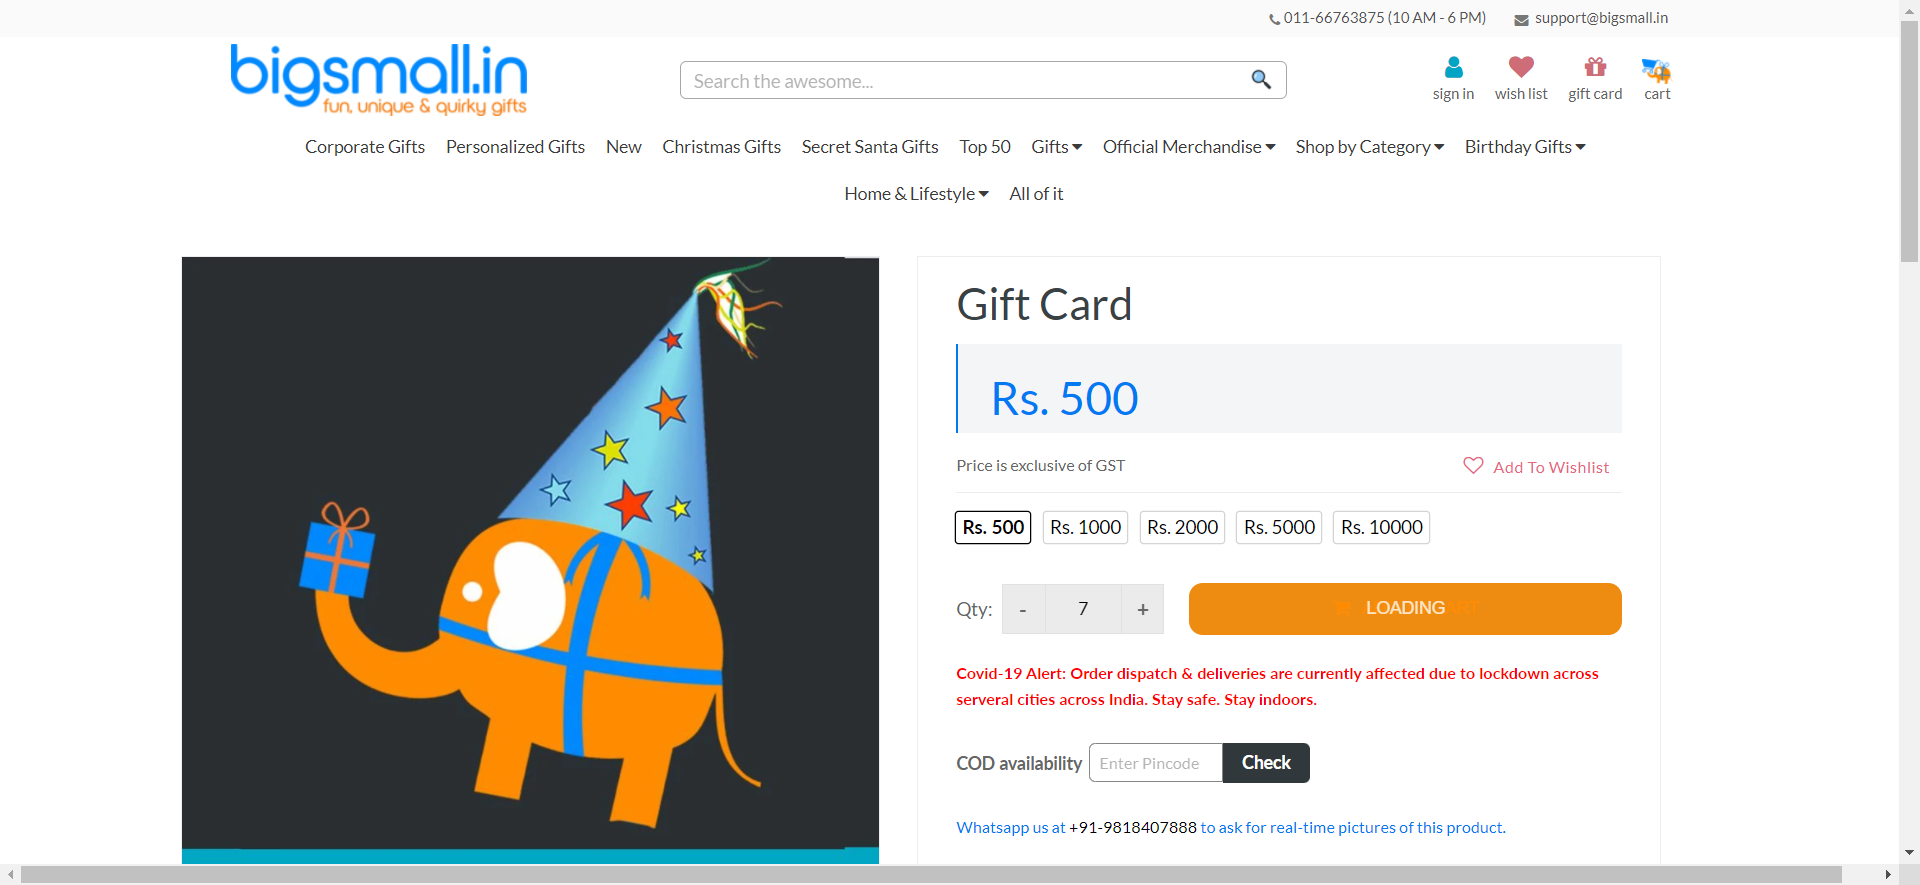 011-66763875 (10 AM - 6 PM) support@bigsmall.in
bigsmall.in
fun, unique & quirky gifts
Search the awesome...
sign in wish list gift card cart
Corporate Gifts Personalized Gifts New Christmas Gifts Secret Santa Gifts Top 50 Gifts Official Merchandise Shop by Category Birthday Gifts
Home & Lifestyle All of it
Gift Card
Rs. 500
Price is exclusive of GST Add To Wishlist
Rs. 500 Rs. 1000 Rs. 2000 Rs. 5000 Rs. 10000
Qty: - 7 + LOADING
Covid-19 Alert: Order dispatch & deliveries are currently affected due to lockdown across
serveral cities across India. Stay safe. Stay indoors.
COD availability Enter Pincode Check
Whatsapp us at +91-9818407888 to ask for real-time pictures of this product.